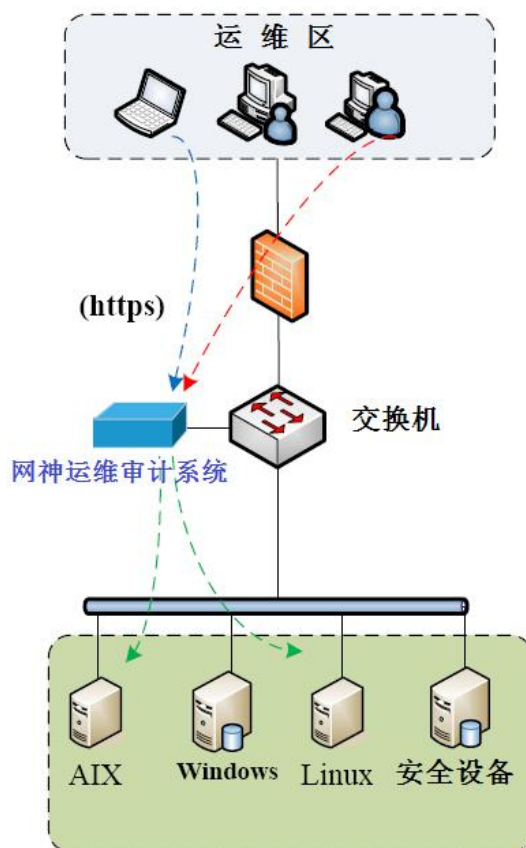 运 维 区
(https)
交换机
网神运维审计系统
AIX
Windows
Linux
安全设备